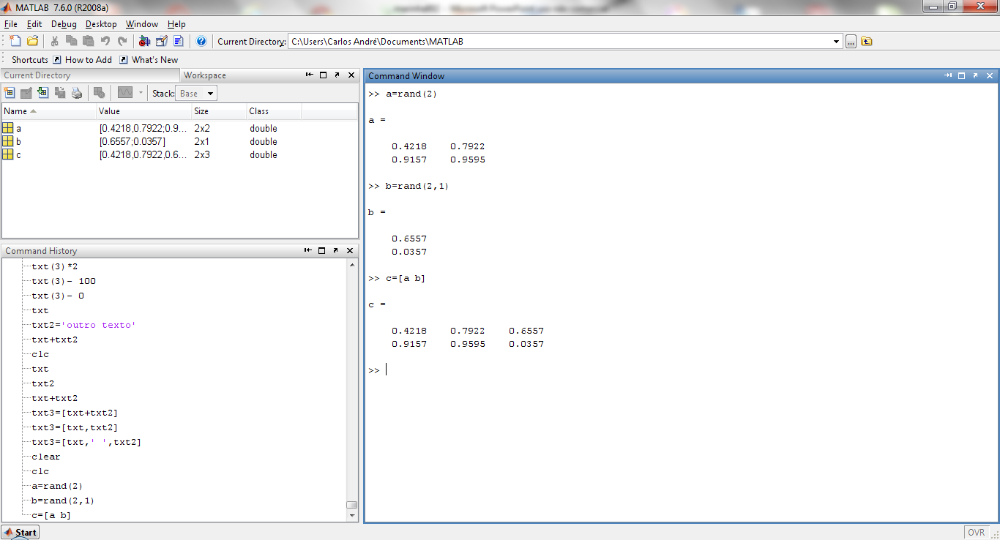 MATLAB 7.6.0 (R2008a)
File Edit Debug Desktop Window Help
Current Directory: C:\Users\Carlos André\Documents\MATLAB ...
Shortcuts How to Add What's New
Current Directory Workspace
Stack: Base
Name Value Size Class
a [0.4218,0.7922;0.9... 2x2 double
b [0.6557;0.0357] 2x1 double
c [0.4218,0.7922,0.6... 2x3 double
Command History
txt(3)*2
txt(3)- 100
txt(3)- 0
txt
txt2='outro texto'
txt+txt2
clc
txt
txt2
txt+txt2
txt3=[txt+txt2]
txt3=[txt,txt2]
txt3=[txt,' ',txt2]
clear
clc
a=rand(2)
b=rand(2,1)
c=[a b]
Command Window
>> a=rand(2)
a =
0.4218 0.7922
0.9157 0.9595
>> b=rand(2,1)
b =
0.6557
0.0357
>> c=[a b]
c =
0.4218 0.7922 0.6557
0.9157 0.9595 0.0357
>>
Start
OVR